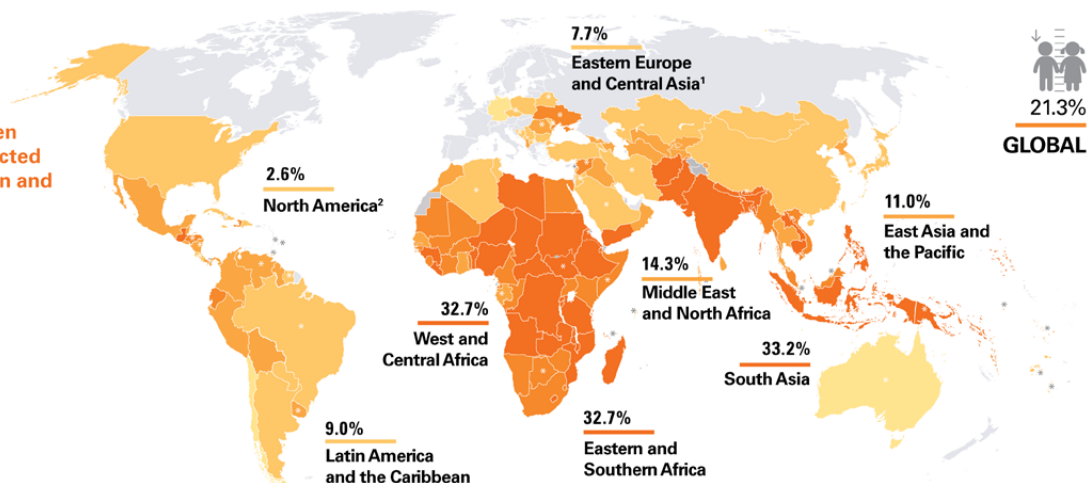 7.7%
Eastern Europe
and Central Asia¹
21.3%
GLOBAL
2.6%
North America²
11.0%
East Asia and
the Pacific
14.3%
Middle East
and North Africa
32.7%
West and
Central Africa
33.2%
South Asia
32.7%
Eastern and
Southern Africa
9.0%
Latin America
and the Caribbean